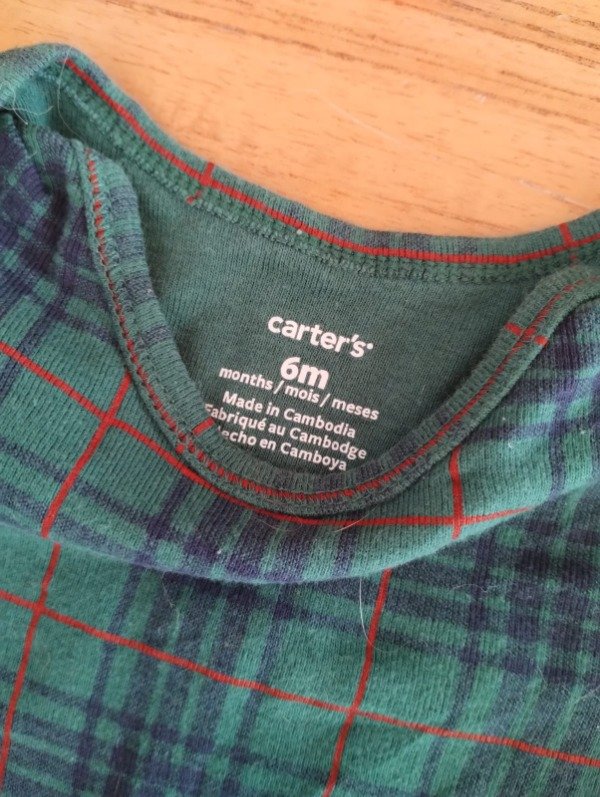 carter's
6m
months / mois / meses
Made in Cambodia
Fabriqué au Cambodge
Hecho en Camboya